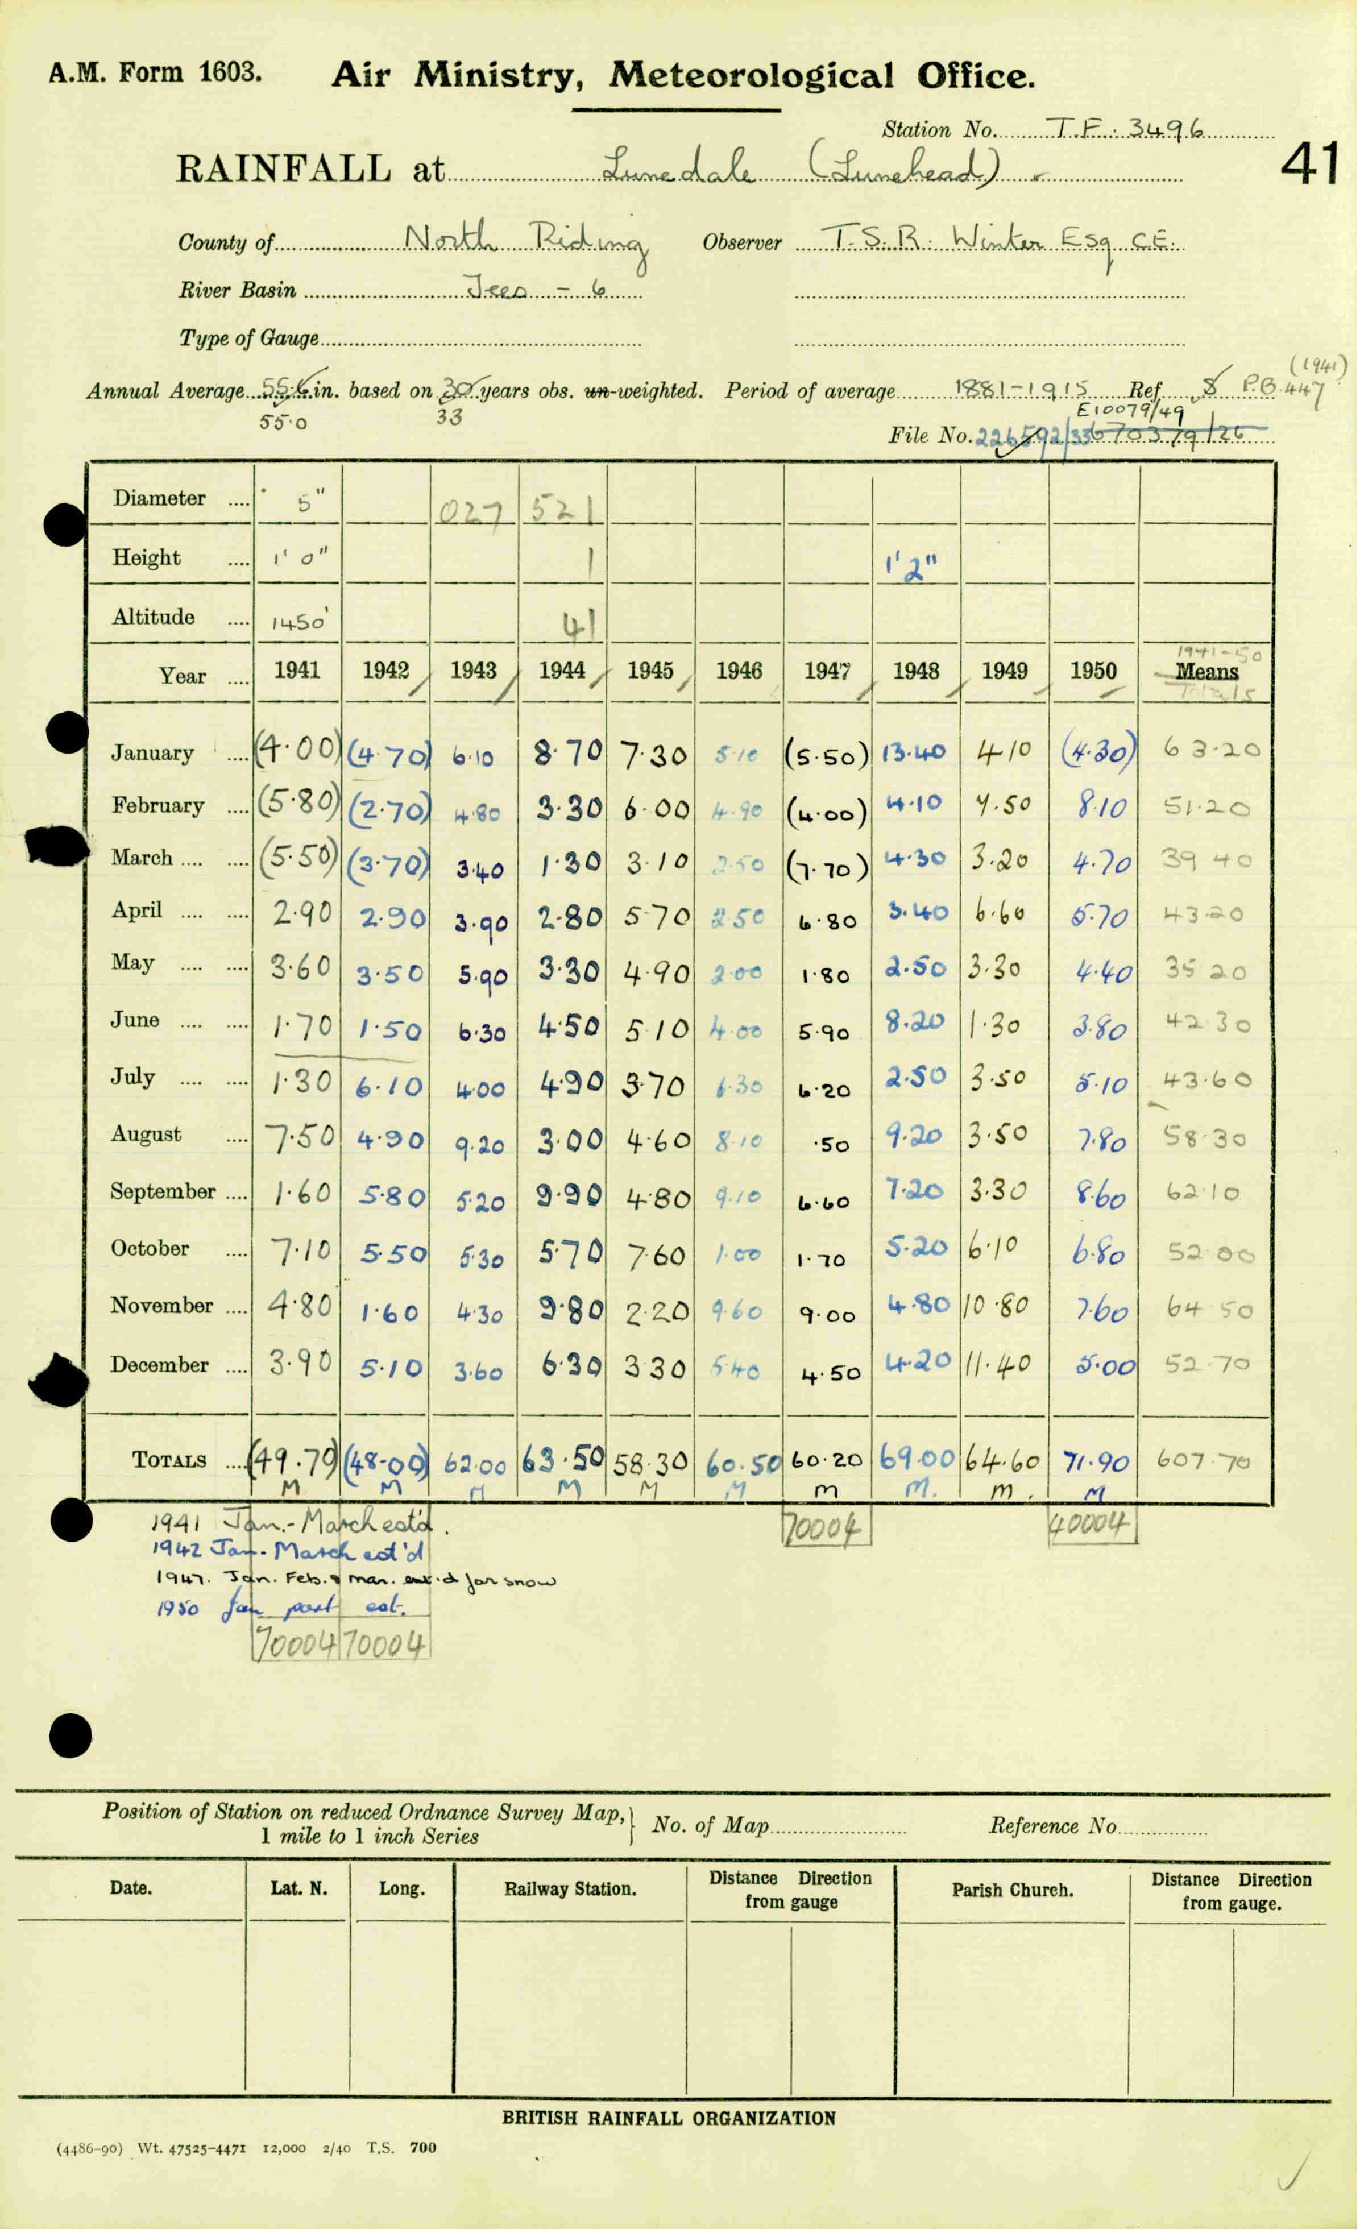 A.M. Form 1603. Air Ministry, Meteorological Office.
Station No. T.F. 3496
RAINFALL at Lunedale (Lunehead) 41
County of North Riding Observer T.S.R. Winter Esq C.E.
River Basin Tees - 6
Type of Gauge
(1941)
Annual Average 55.6 in. based on 30 years obs. un-weighted. Period of average 1881-1915 Ref. 8 P.B. 447
55.0 33 E10079/49
File No. 226592/33 670379/26
Diameter .... 5" 027 521
Height .... 1' 0" 1 1'2"
Altitude .... 1450' 41
1941-50
Year .... 1941 1942 1943 1944 1945 1946 1947 1948 1949 1950 Means
Totals
January .... (4.00) (4.70) 6.10 8.70 7.30 5.10 (5.50) 13.40 4.10 (4.30) 63.20
February .... (5.80) (2.70) 4.80 3.30 6.00 4.90 (4.00) 4.10 7.50 8.10 51.20
March .... .... (5.50) (3.70) 3.40 1.30 3.10 2.50 (7.70) 4.30 3.20 4.70 39.40
April .... .... 2.90 2.90 3.90 2.80 5.70 2.50 6.80 3.40 6.60 5.70 43.20
May .... .... 3.60 3.50 5.90 3.30 4.90 2.00 1.80 2.50 3.30 4.40 35.20
June .... .... 1.70 1.50 6.30 4.50 5.10 4.00 5.90 8.20 1.30 3.80 42.30
July .... .... 1.30 6.10 4.00 4.90 3.70 6.30 6.20 2.50 3.50 5.10 43.60
August .... 7.50 4.90 9.20 3.00 4.60 8.10 .50 9.20 3.50 7.80 58.30
September .... 1.60 5.80 5.20 9.90 4.80 9.10 6.60 7.20 3.30 8.60 62.10
October .... 7.10 5.50 5.30 5.70 7.60 1.00 1.70 5.20 6.10 6.80 52.00
November .... 4.80 1.60 4.30 9.80 2.20 9.60 9.00 4.80 10.80 7.60 64.50
December .... 3.90 5.10 3.60 6.30 3.30 5.40 4.50 4.20 11.40 5.00 52.70
TOTALS .... (49.70) (48.00) 62.00 63.50 58.30 60.50 60.20 69.00 64.60 71.90 607.70
M M M M M M m m. m. M
1941 Jan.-March est'd. 70004 40004
1942 Jan.-March est'd
1947. Jan. Feb. & mar. est'd for snow
1950 Jan part est.
70004 70004
Position of Station on reduced Ordnance Survey Map, No. of Map Reference No.
1 mile to 1 inch Series
Date. Lat. N. Long. Railway Station. Distance Direction from gauge Parish Church. Distance Direction from gauge.
BRITISH RAINFALL ORGANIZATION
(4486-90) Wt. 47525-4471 12,000 2/40 T.S. 700